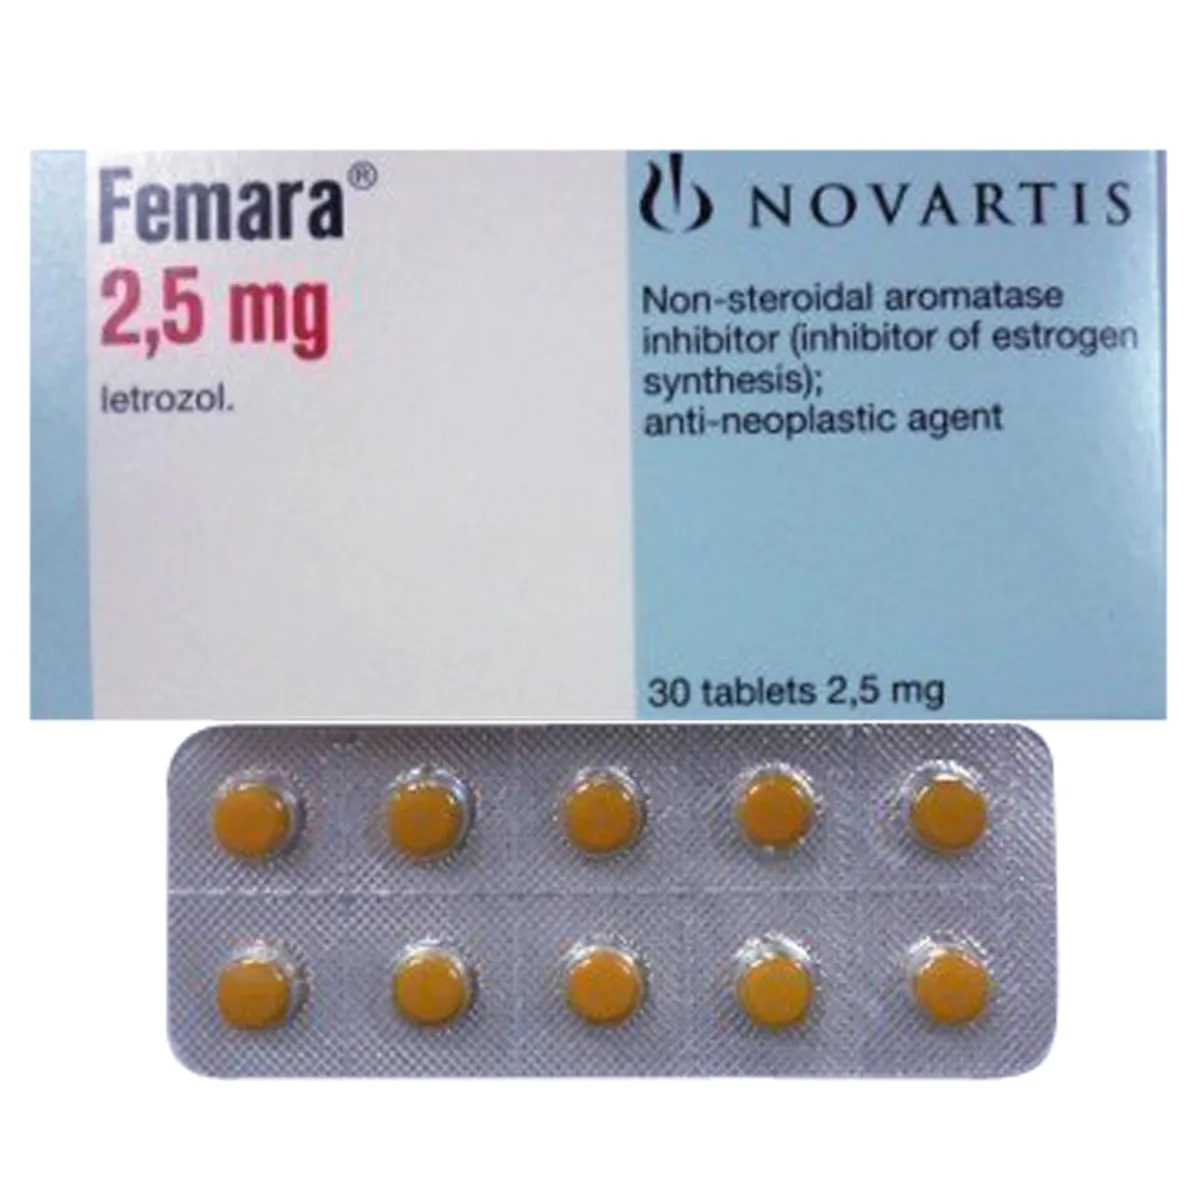 Femara®
2,5 mg
letrozol.
NOVARTIS
Non-steroidal aromatase
inhibitor (inhibitor of estrogen
synthesis);
anti-neoplastic agent
30 tablets 2,5 mg